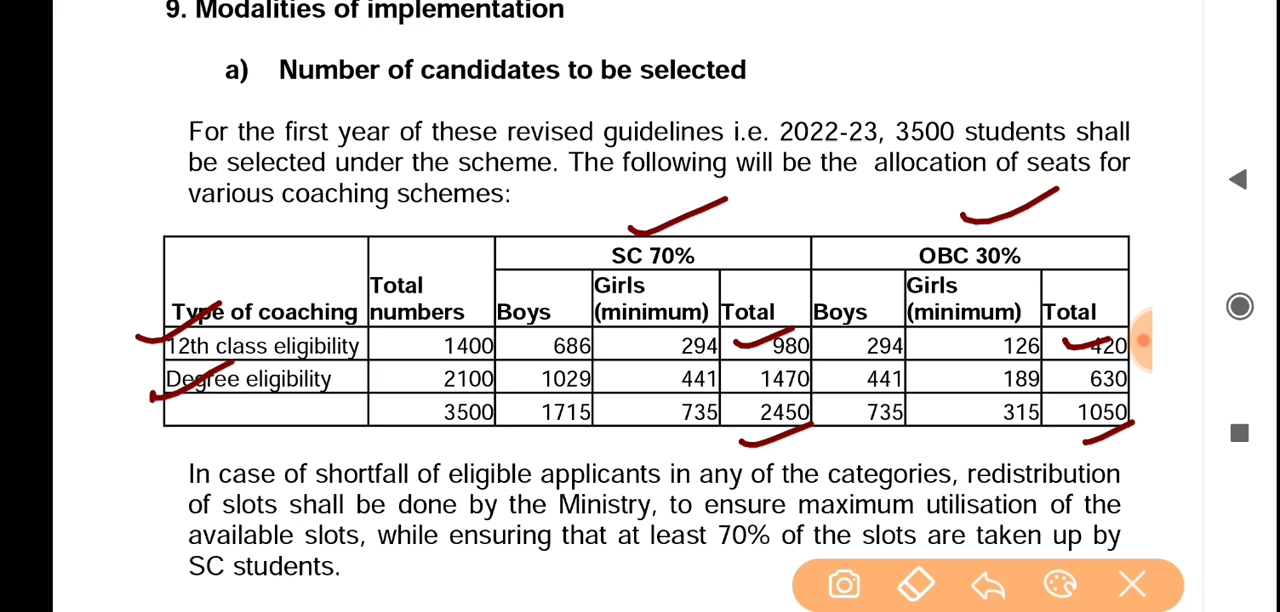 9. Modalities of implementation
a) Number of candidates to be selected
For the first year of these revised guidelines i.e. 2022-23, 3500 students shall
be selected under the scheme. The following will be the allocation of seats for
various coaching schemes:
SC 70% OBC 30%
Type of coaching Total numbers Boys Girls (minimum) Total Boys Girls (minimum) Total
12th class eligibility 1400 686 294 980 294 126 420
Degree eligibility 2100 1029 441 1470 441 189 630
3500 1715 735 2450 735 315 1050
In case of shortfall of eligible applicants in any of the categories, redistribution
of slots shall be done by the Ministry, to ensure maximum utilisation of the
available slots, while ensuring that at least 70% of the slots are taken up by
SC students.